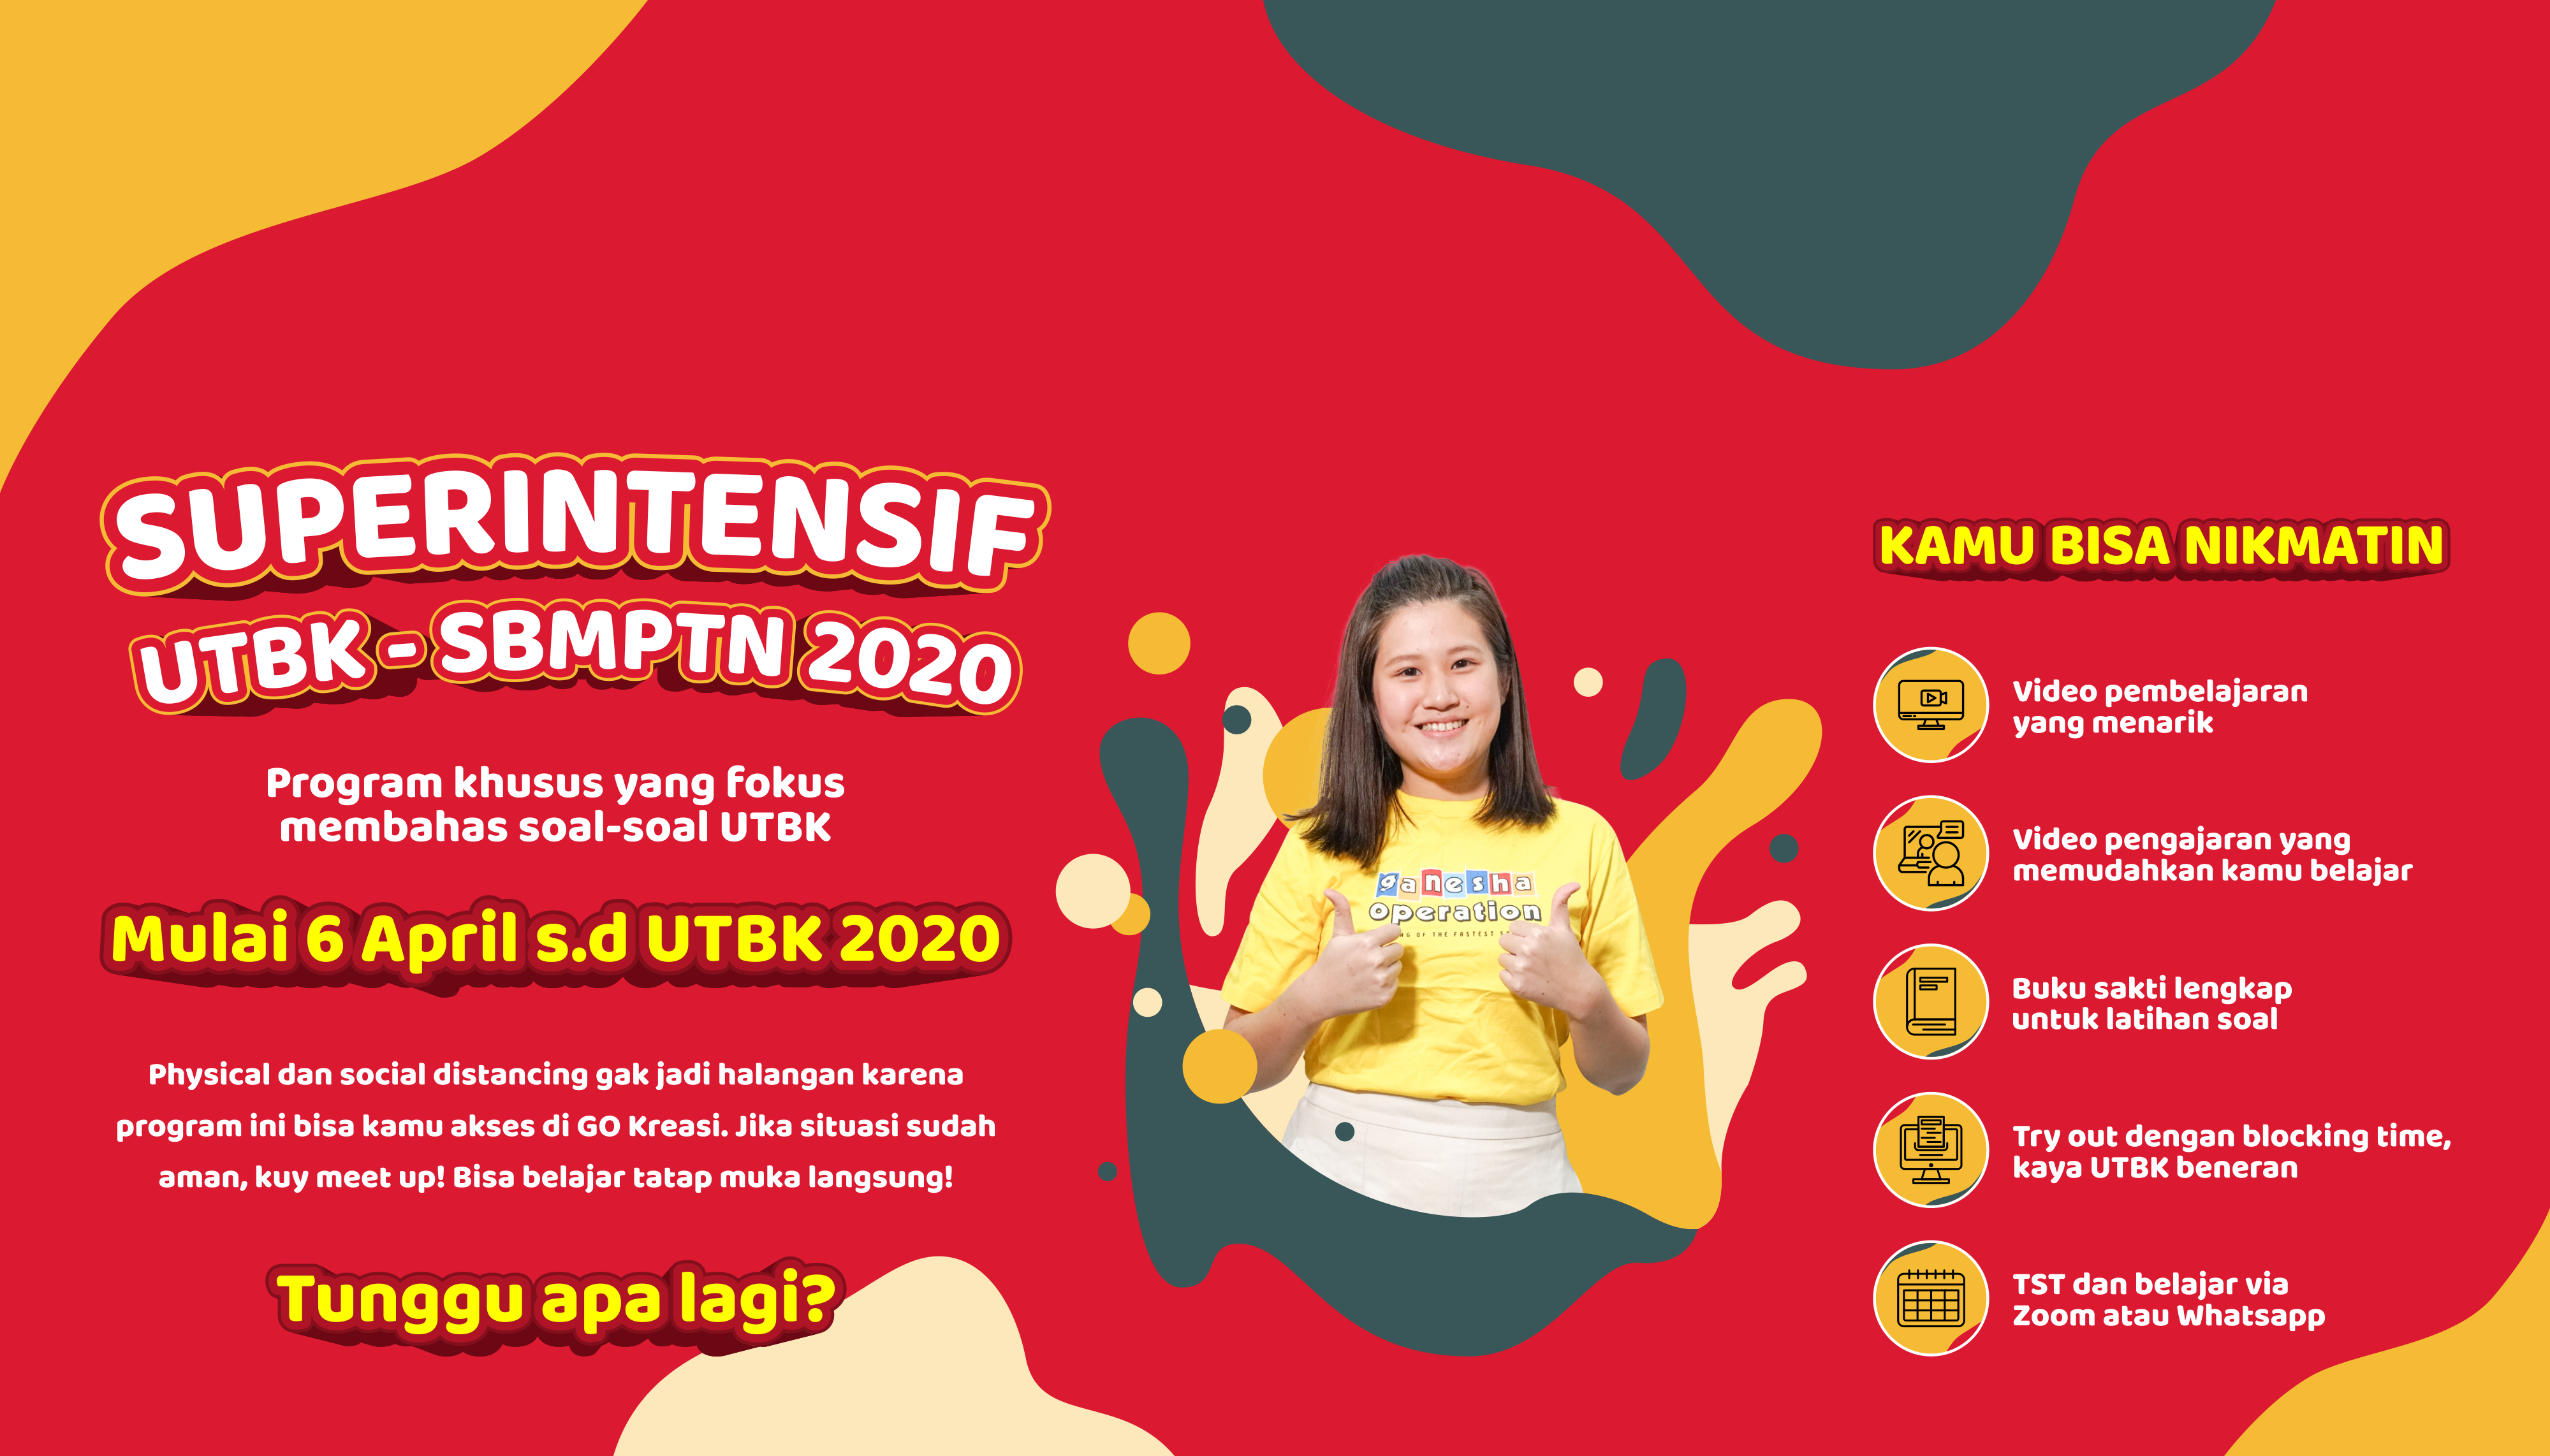 SUPERINTENSIF
UTBK - SBMPTN 2020
Program khusus yang fokus
membahas soal-soal UTBK
Mulai 6 April s.d UTBK 2020
Physical dan social distancing gak jadi halangan karena
program ini bisa kamu akses di GO Kreasi. Jika situasi sudah
aman, kuy meet up! Bisa belajar tatap muka langsung!
Tunggu apa lagi?
ganesha
operation
OF THE FASTEST
KAMU BISA NIKMATIN
Video pembelajaran
yang menarik
Video pengajaran yang
memudahkan kamu belajar
Buku sakti lengkap
untuk latihan soal
Try out dengan blocking time,
kaya UTBK beneran
TST dan belajar via
Zoom atau Whatsapp